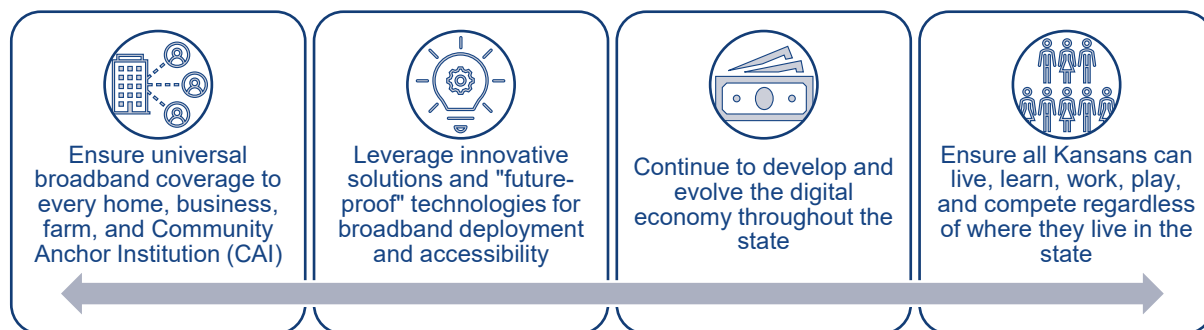 Ensure universal
broadband coverage to
every home, business,
farm, and Community
Anchor Institution (CAI)
Leverage innovative
solutions and "future-
proof" technologies for
broadband deployment
and accessibility
Continue to develop and
evolve the digital
economy throughout the
state
Ensure all Kansans can
live, learn, work, play,
and compete regardless
of where they live in the
state